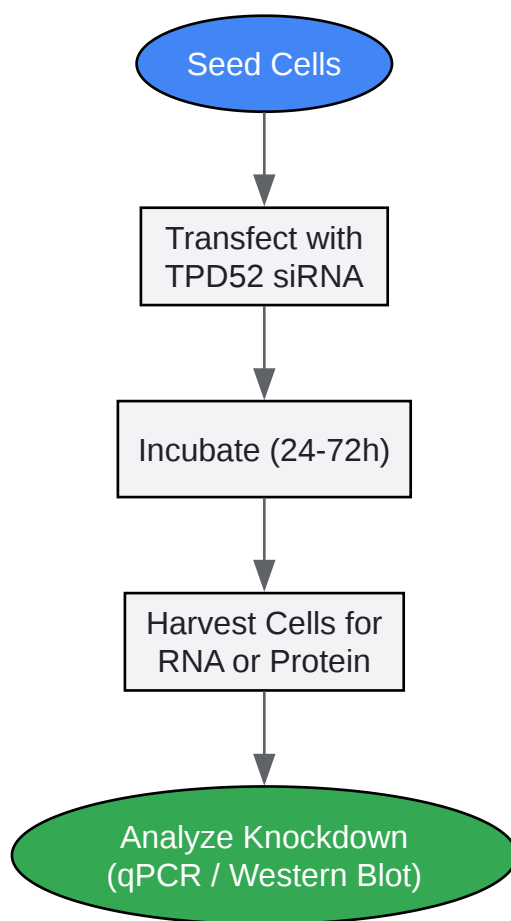 Seed Cells
Transfect with
TPD52 siRNA
Incubate (24-72h)
Harvest Cells for
RNA or Protein
Analyze Knockdown
(qPCR / Western Blot)